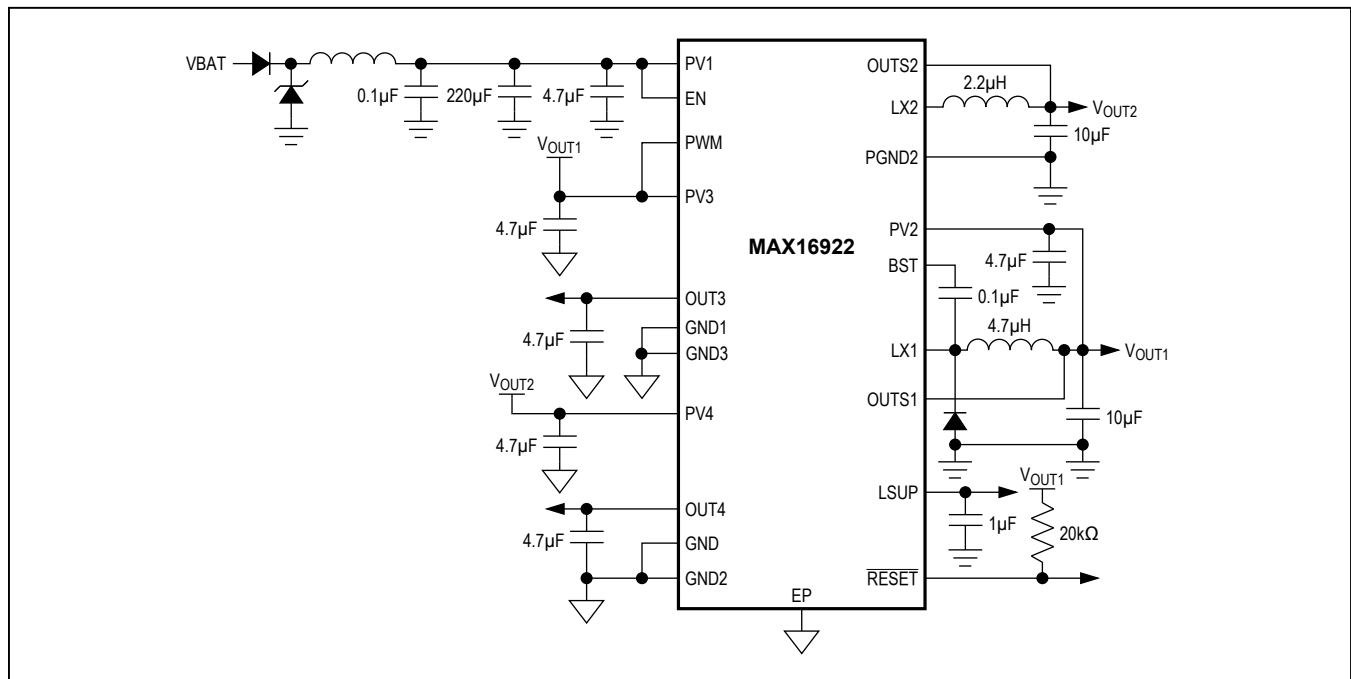 VBAT
0.1µF
220µF
4.7µF
PV1
EN
PWM
VOUT1
PV3
4.7µF
OUT3
4.7µF
GND1
GND3
VOUT2
PV4
4.7µF
OUT4
4.7µF
GND
GND2
MAX16922
EP
OUTS2
2.2µH
LX2
VOUT2
10µF
PGND2
PV2
4.7µF
BST
0.1µF
4.7µH
LX1
VOUT1
OUTS1
10µF
LSUP
VOUT1
1µF
20kΩ
RESET